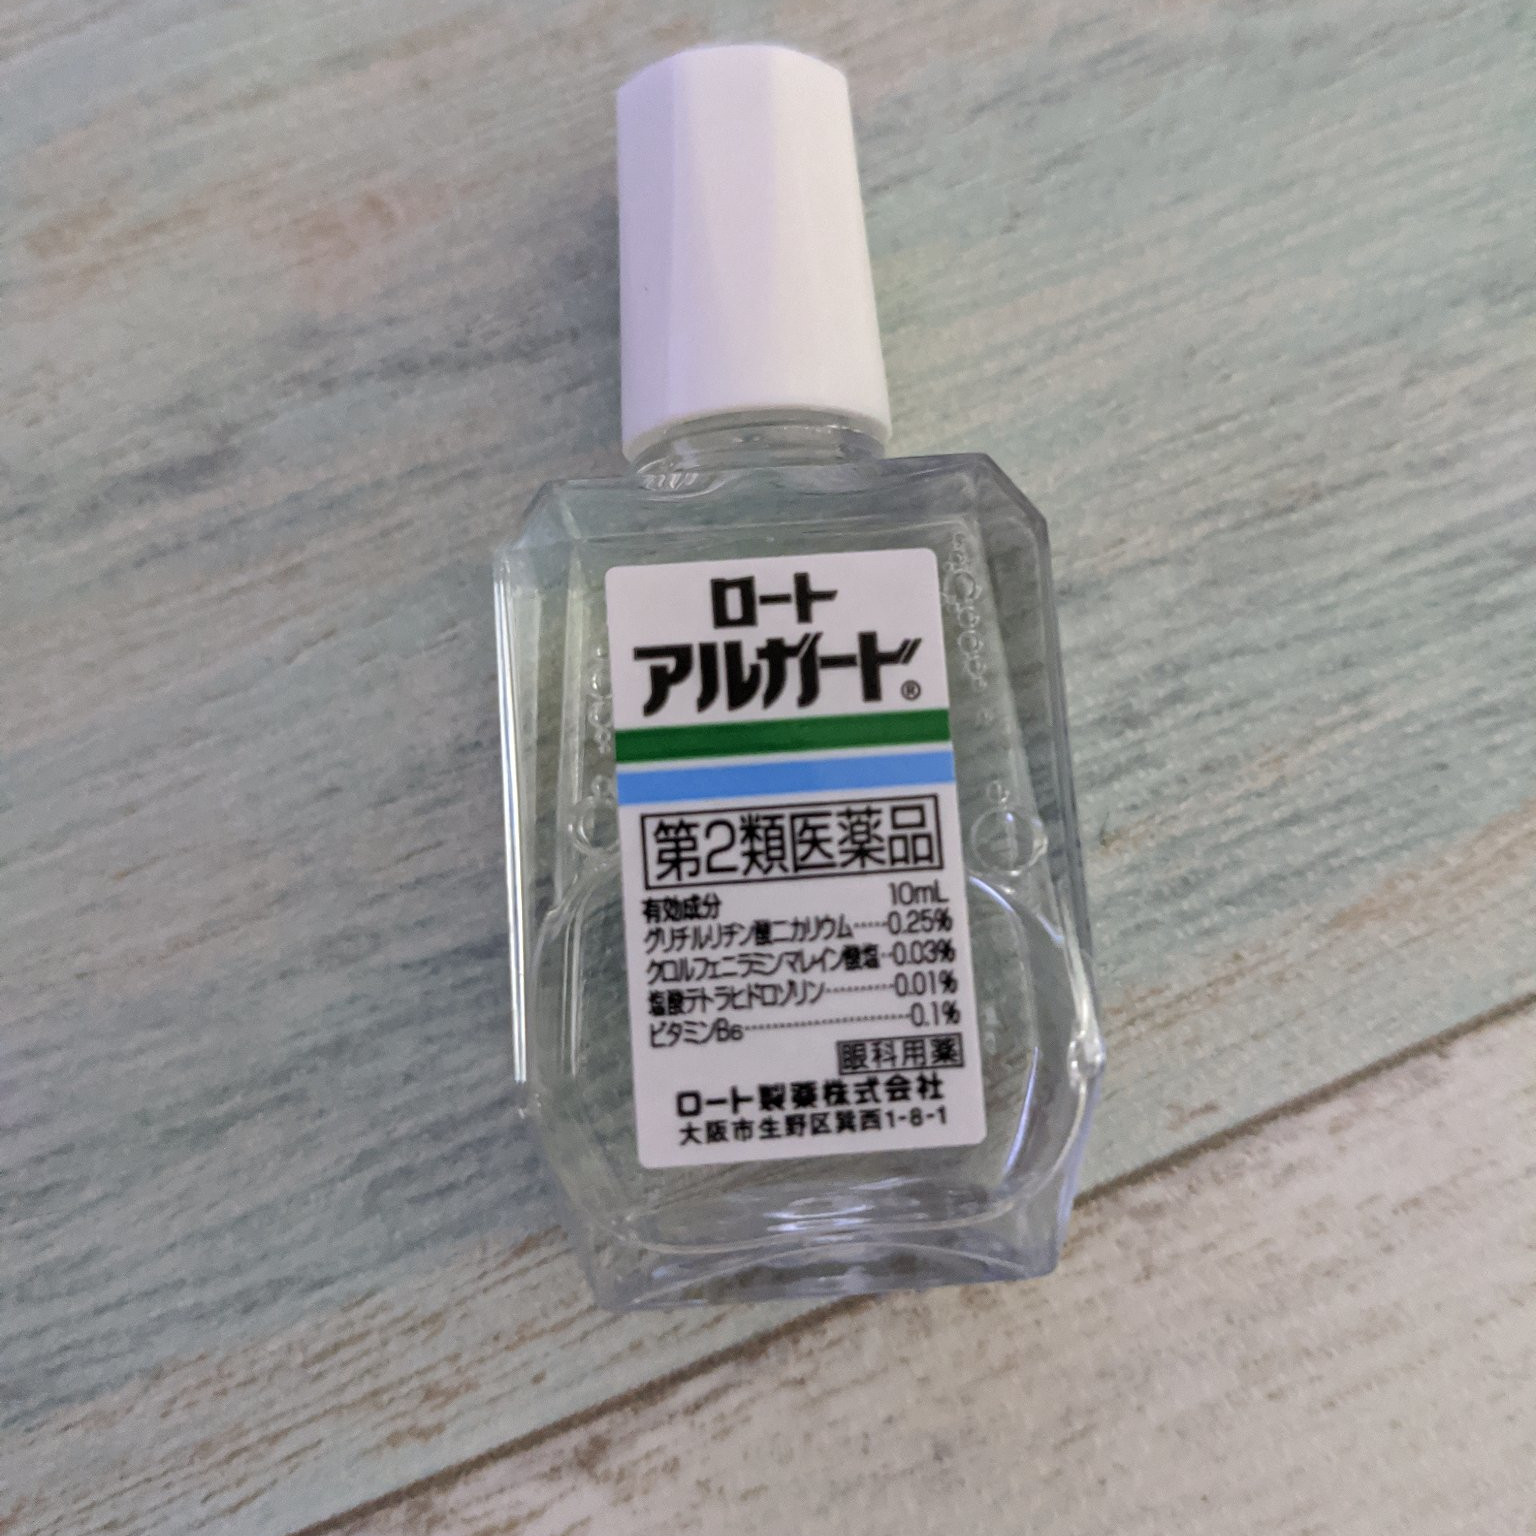 ロート
アルガード®
第2類医薬品
有効成分 10mL
グリチルリチン酸ニカリウム‥‥‥0.25%
クロルフェニラミンマレイン酸塩‥0.03%
塩酸テトラヒドロゾリン‥‥‥‥‥0.01%
ビタミンB6‥‥‥‥‥‥‥‥‥‥‥‥0.1%
眼科用薬
ロート製薬株式会社
大阪市生野区巽西1-8-1